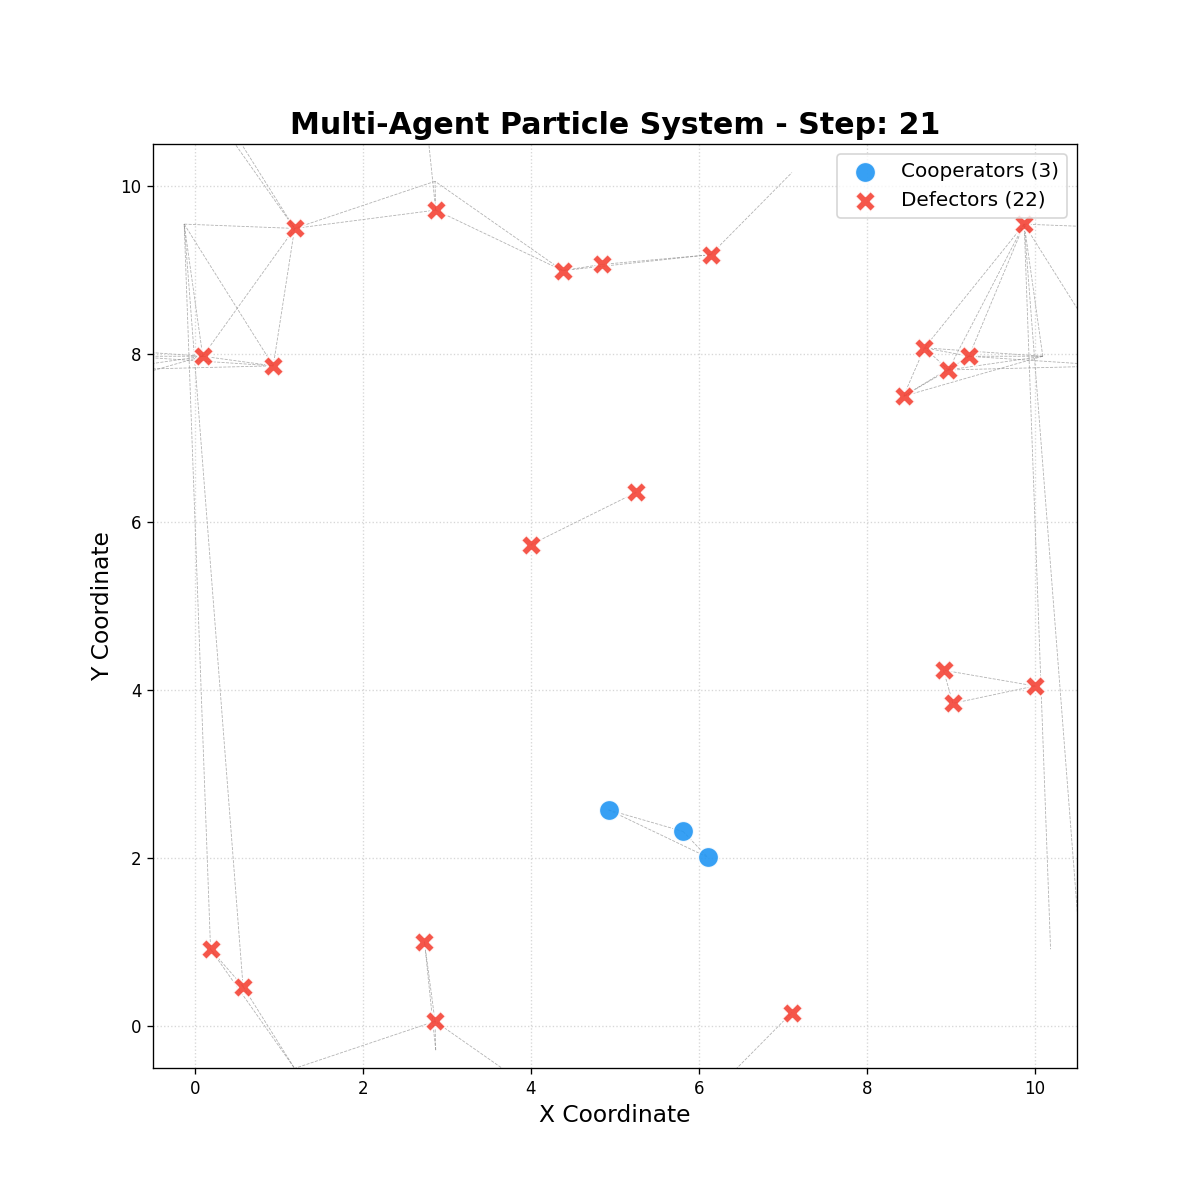 Multi-Agent Particle System - Step: 21
Cooperators (3)
Defectors (22)
Y Coordinate
10
8
6
4
2
0
0 2 4 6 8 10
X Coordinate